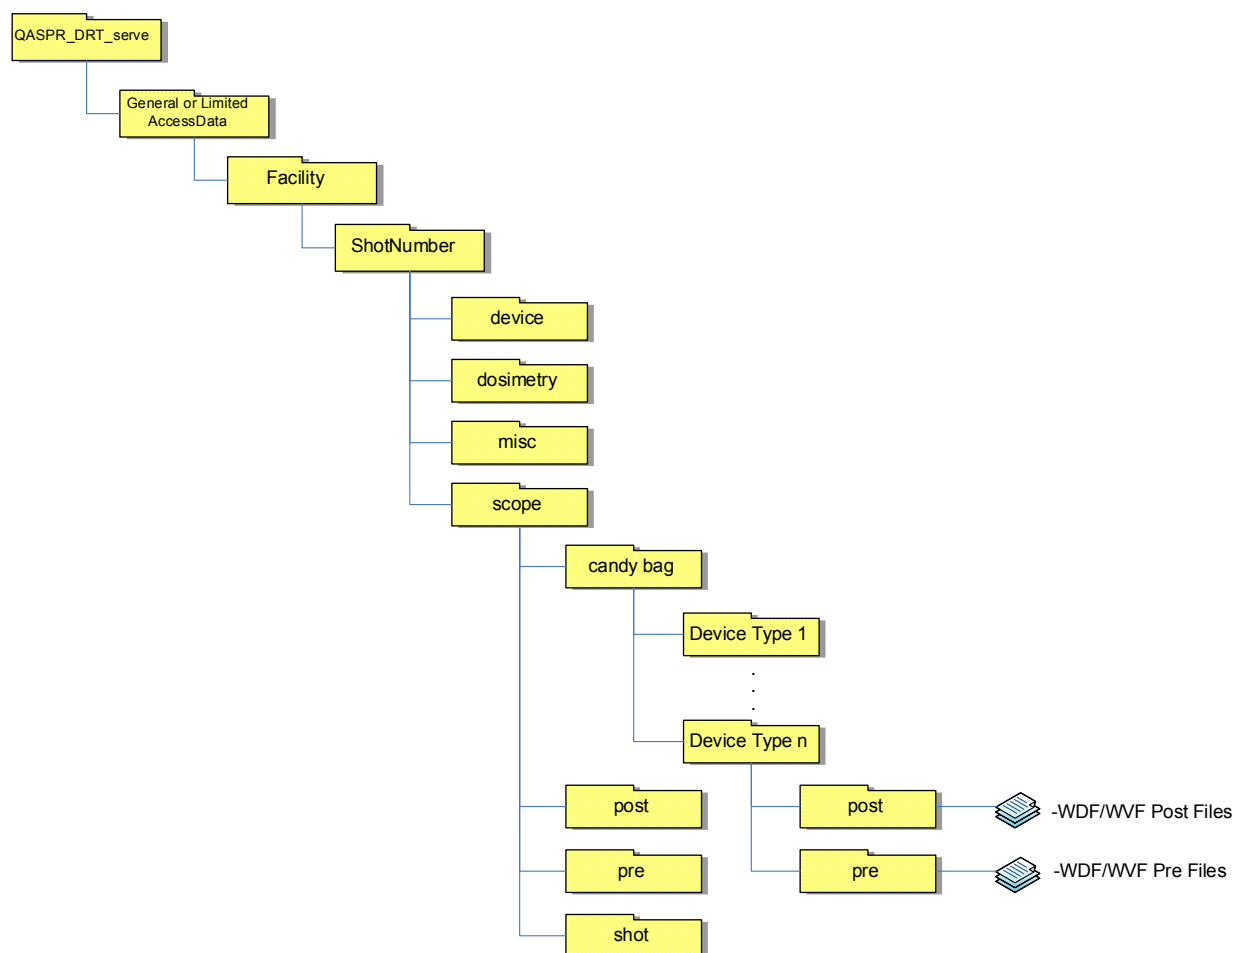 QASPR_DRT_serve
General or Limited
AccessData
Facility
ShotNumber
device
dosimetry
misc
scope
candy bag
Device Type 1
.
.
.
Device Type n
post
post
-WDF/WVF Post Files
pre
pre
-WDF/WVF Pre Files
shot